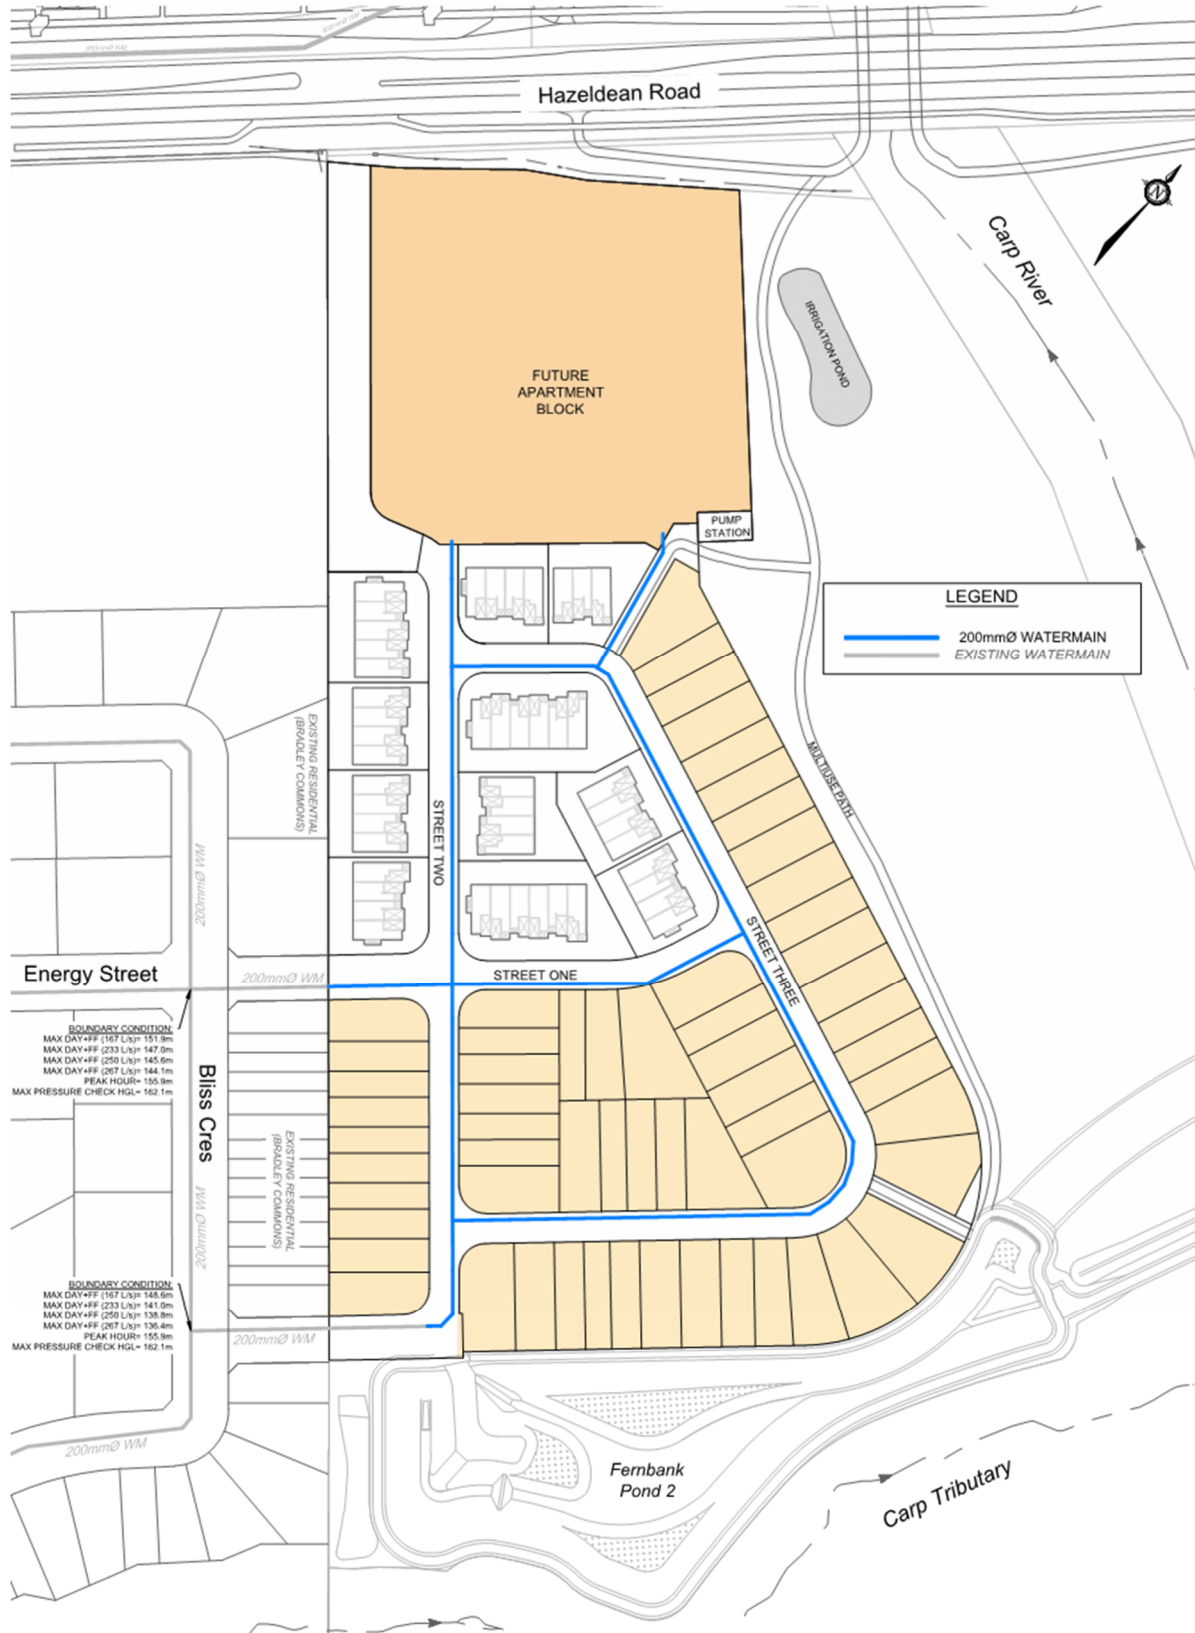 Hazeldean Road
N
Carp River
IRRIGATION POND
FUTURE
APARTMENT
BLOCK
PUMP
STATION
LEGEND
200mmØ WATERMAIN
EXISTING WATERMAIN
EXISTING RESIDENTIAL
(BRADLEY COMMONS)
MULTIUSE PATH
STREET TWO
200mmØ WM
STREET THREE
Energy Street
200mmØ WM
STREET ONE
BOUNDARY CONDITION:
MAX DAY+FF (167 L/s)= 151.9m
MAX DAY+FF (233 L/s)= 147.0m
MAX DAY+FF (250 L/s)= 145.6m
MAX DAY+FF (267 L/s)= 144.1m
PEAK HOUR= 155.9m
MAX PRESSURE CHECK HGL= 162.1m
Bliss Cres
EXISTING RESIDENTIAL
(BRADLEY COMMONS)
200mmØ WM
BOUNDARY CONDITION:
MAX DAY+FF (167 L/s)= 148.6m
MAX DAY+FF (233 L/s)= 141.0m
MAX DAY+FF (250 L/s)= 138.8m
MAX DAY+FF (267 L/s)= 136.4m
PEAK HOUR= 155.9m
MAX PRESSURE CHECK HGL= 162.1m
200mmØ WM
200mmØ WM
Fernbank
Pond 2
Carp Tributary